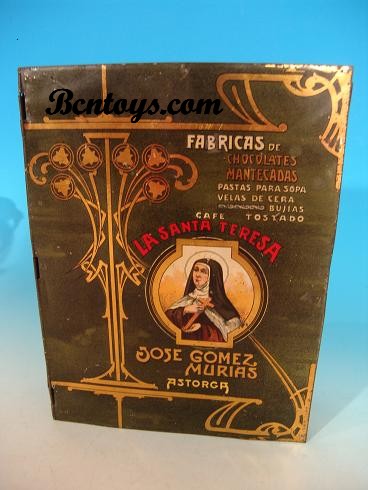 Bcntoys.com
FABRICAS DE
CHOCOLATES
MANTECADAS
PASTAS PARA SOPA
VELAS DE CERA
BUJIAS
CAFE TOSTADO
LA SANTA TERESA
JOSE GOMEZ
MURIAS
ASTORGA